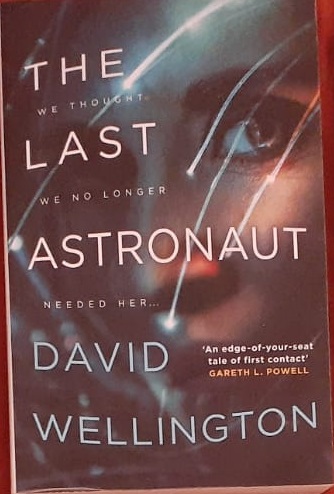 THE
WE THOUGHT
LAST
WE NO LONGER
ASTRONAUT
NEEDED HER...
'An edge-of-your-seat
tale of first contact'
GARETH L. POWELL
DAVID
WELLINGTON